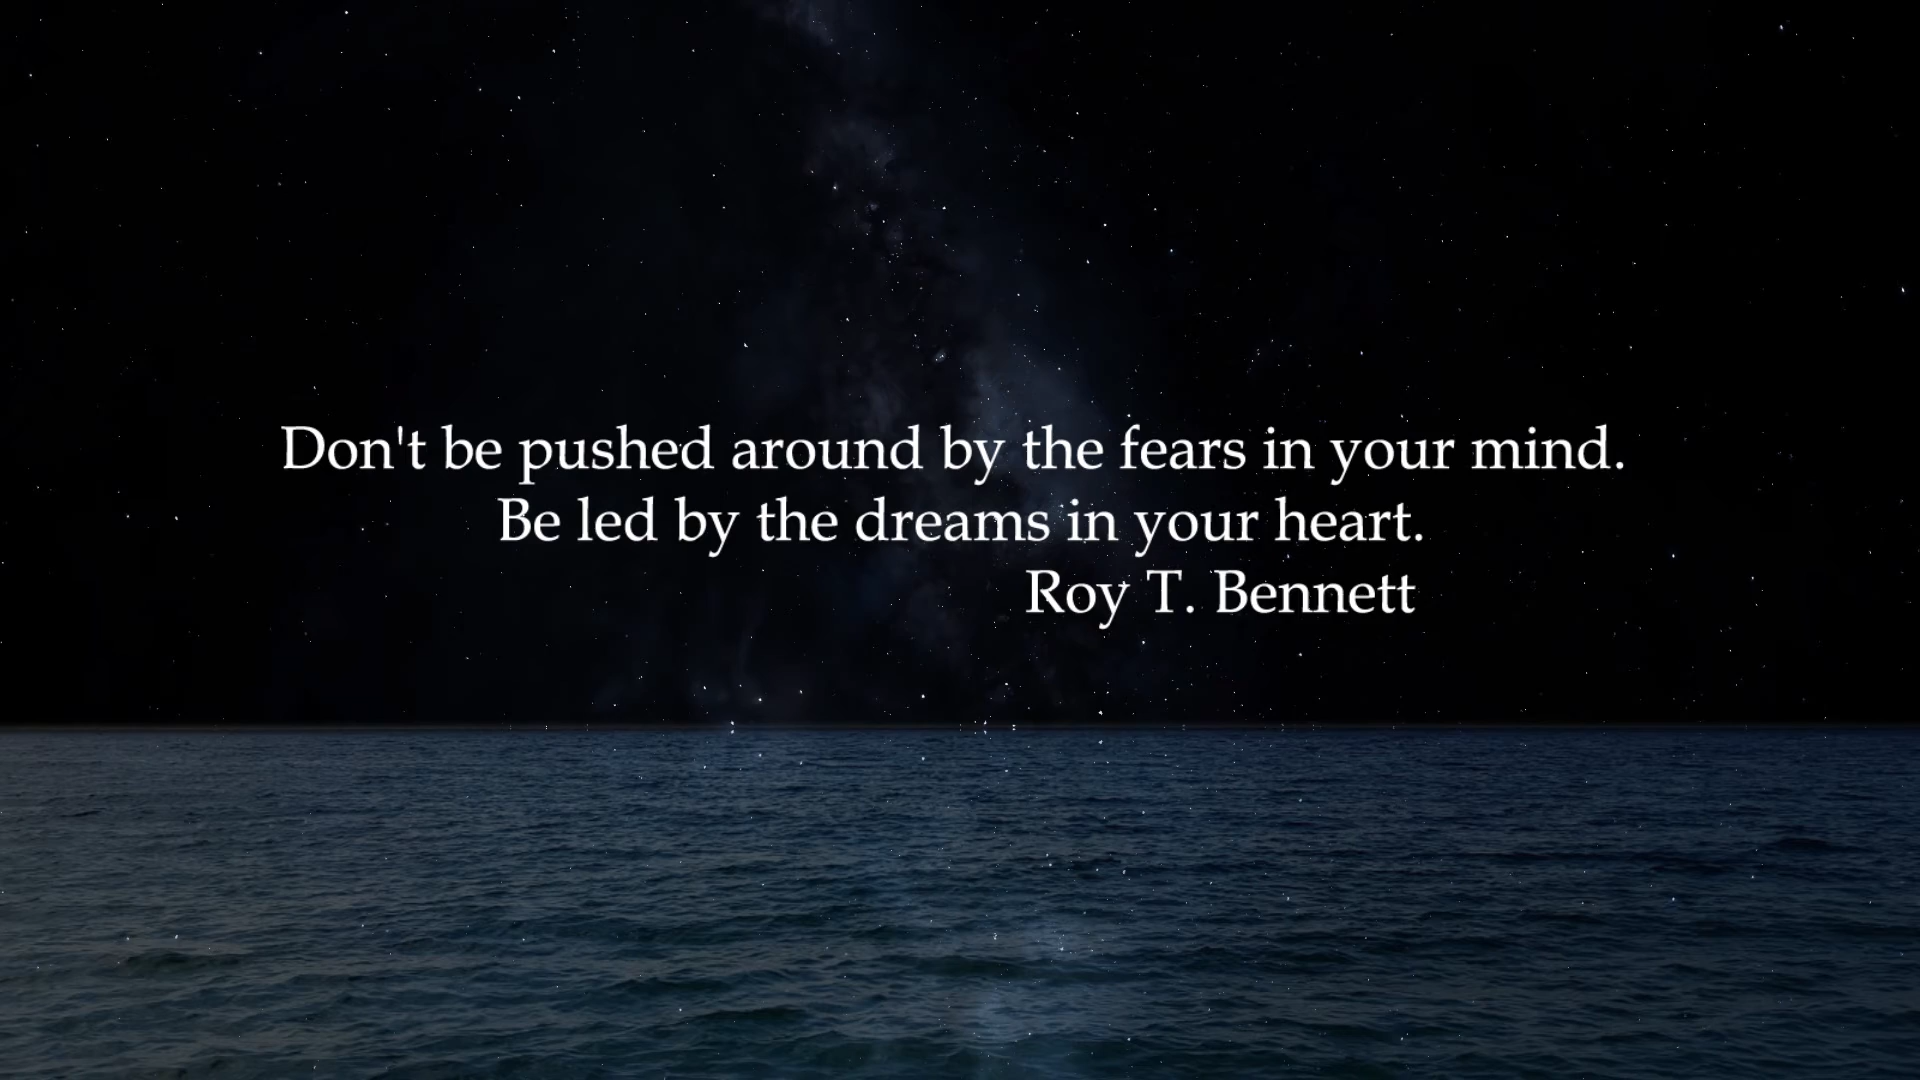 Don't be pushed around by the fears in your mind.
Be led by the dreams in your heart.
Roy T. Bennett